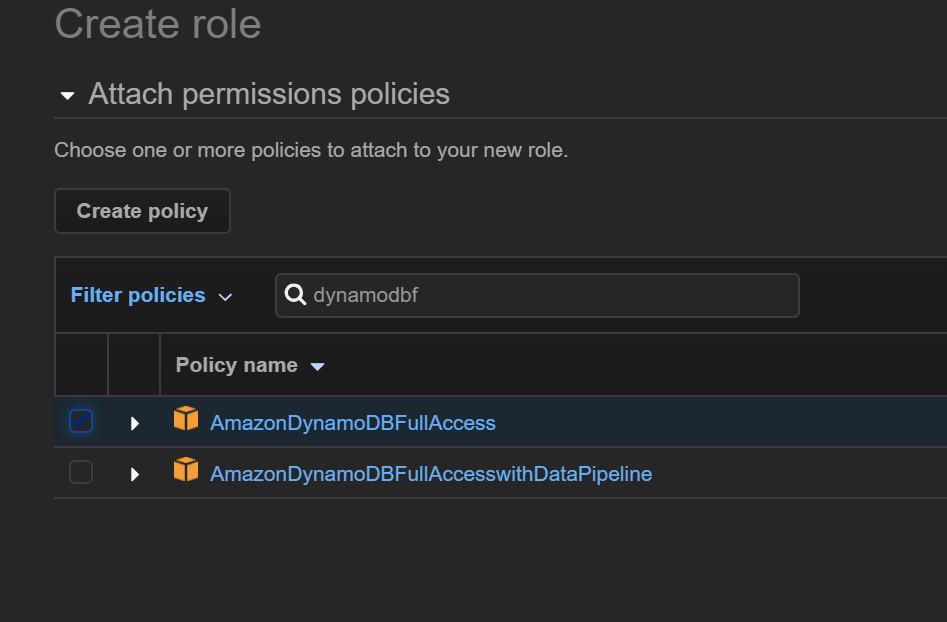 Create role
Attach permissions policies
Choose one or more policies to attach to your new role.
Create policy
Filter policies
dynamodbf
Policy name
AmazonDynamoDBFullAccess
AmazonDynamoDBFullAccesswithDataPipeline